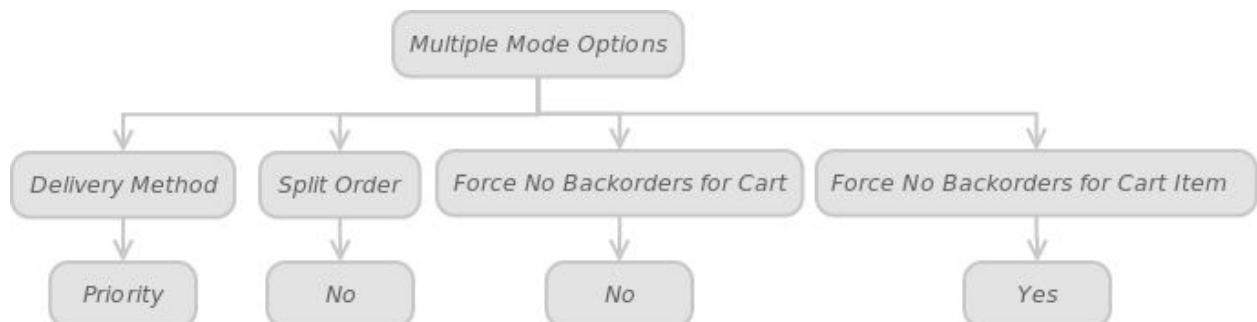 Multiple Mode Options
Delivery Method
Split Order
Force No Backorders for Cart
Force No Backorders for Cart Item
Priority
No
No
Yes